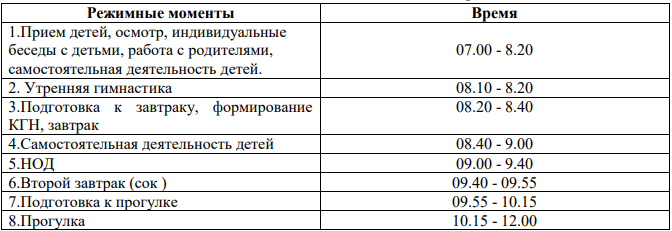 Режимные моменты Время
1.Прием детей, осмотр, индивидуальные
беседы с детьми, работа с родителями,
самостоятельная деятельность детей.
07.00 - 8.20
2. Утренняя гимнастика 08.10 - 8.20
3.Подготовка к завтраку, формирование 08.20 - 8.40
КГН, завтрак
4.Самостоятельная деятельность детей 08.40 - 9.00
5.НОД 09.00 - 9.40
6.Второй завтрак (сок ) 09.40 - 09.55
7.Подготовка к прогулке 09.55 - 10.15
8.Прогулка 10.15 - 12.00